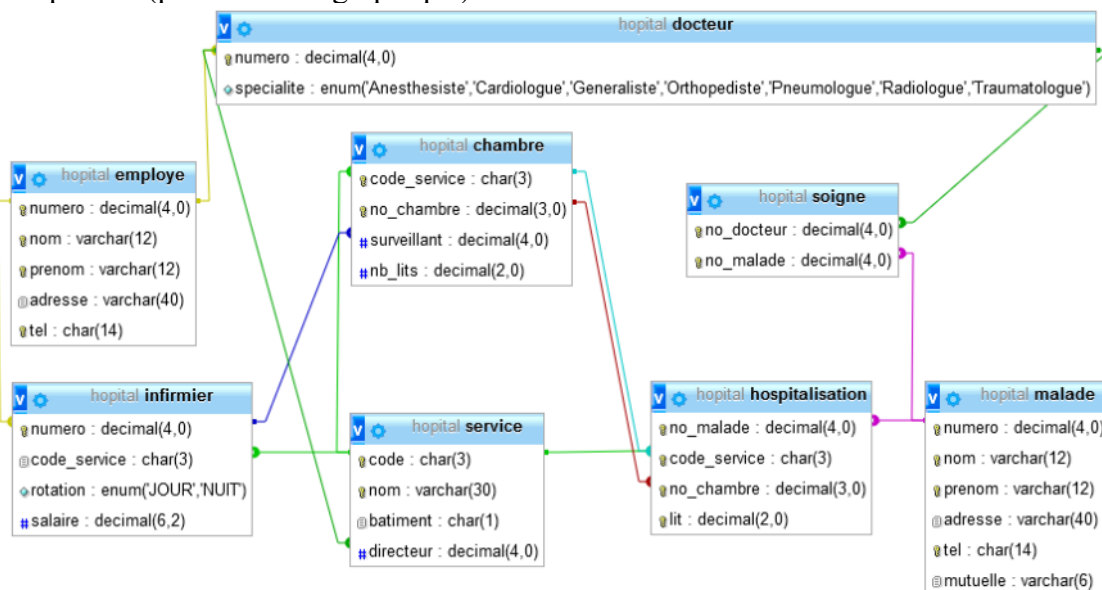 hopital docteur
numero : decimal(4,0)
specialite : enum('Anesthesiste','Cardiologue','Generaliste','Orthopediste','Pneumologue','Radiologue','Traumatologue')
hopital chambre
code_service : char(3)
no_chambre : decimal(3,0)
#surveillant : decimal(4,0)
#nb_lits : decimal(2,0)
hopital employe
numero : decimal(4,0)
nom : varchar(12)
prenom : varchar(12)
adresse : varchar(40)
tel : char(14)
hopital soigne
no_docteur : decimal(4,0)
no_malade : decimal(4,0)
hopital infirmier
numero : decimal(4,0)
code_service : char(3)
rotation : enum('JOUR','NUIT')
#salaire : decimal(6,2)
hopital service
code : char(3)
nom : varchar(30)
batiment : char(1)
#directeur : decimal(4,0)
hopital hospitalisation
no_malade : decimal(4,0)
code_service : char(3)
no_chambre : decimal(3,0)
lit : decimal(2,0)
hopital malade
numero : decimal(4,0)
nom : varchar(12)
prenom : varchar(12)
adresse : varchar(40)
tel : char(14)
mutuelle : varchar(6)